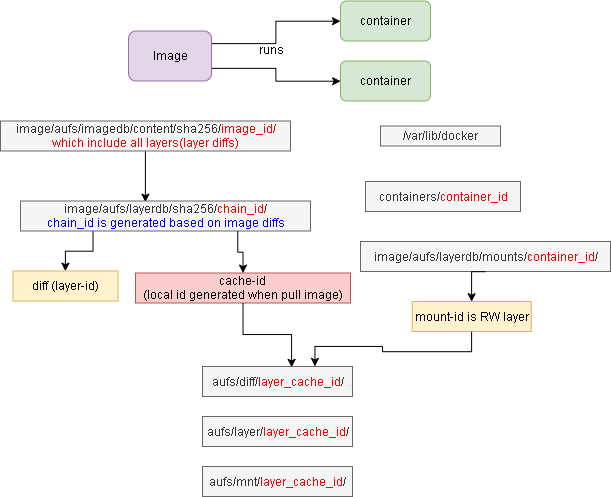 container
Image
runs
container
image/aufs/imagedb/content/sha256/image_id/
which include all layers(layer diffs)
/var/lib/docker
containers/container_id
image/aufs/layerdb/sha256/chain_id/
chain_id is generated based on image diffs
image/aufs/layerdb/mounts/container_id/
diff (layer-id)
cache-id
(local id generated when pull image)
mount-id is RW layer
aufs/diff/layer_cache_id/
aufs/layer/layer_cache_id/
aufs/mnt/layer_cache_id/